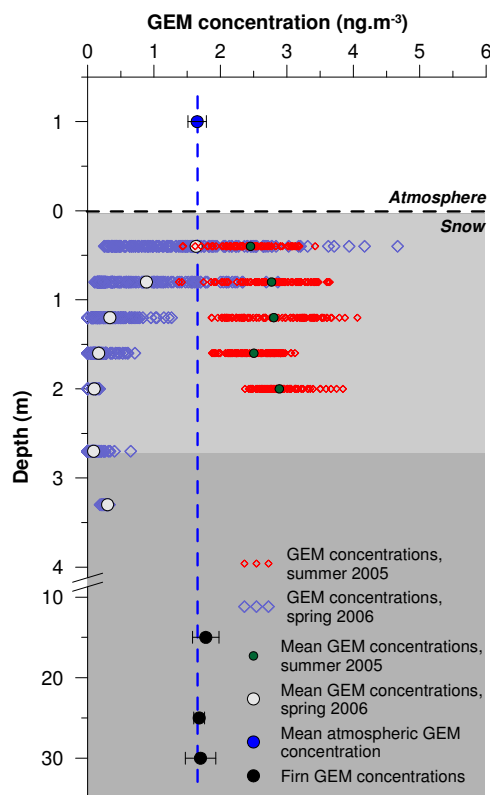 GEM concentration (ng.m⁻³)
0 1 2 3 4 5 6
1
Atmosphere
0
Snow
1
2
3
4
10
15
20
25
30
Depth (m)
GEM concentrations,
summer 2005
GEM concentrations,
spring 2006
Mean GEM concentrations,
summer 2005
Mean GEM concentrations,
spring 2006
Mean atmospheric GEM
concentration
Firn GEM concentrations